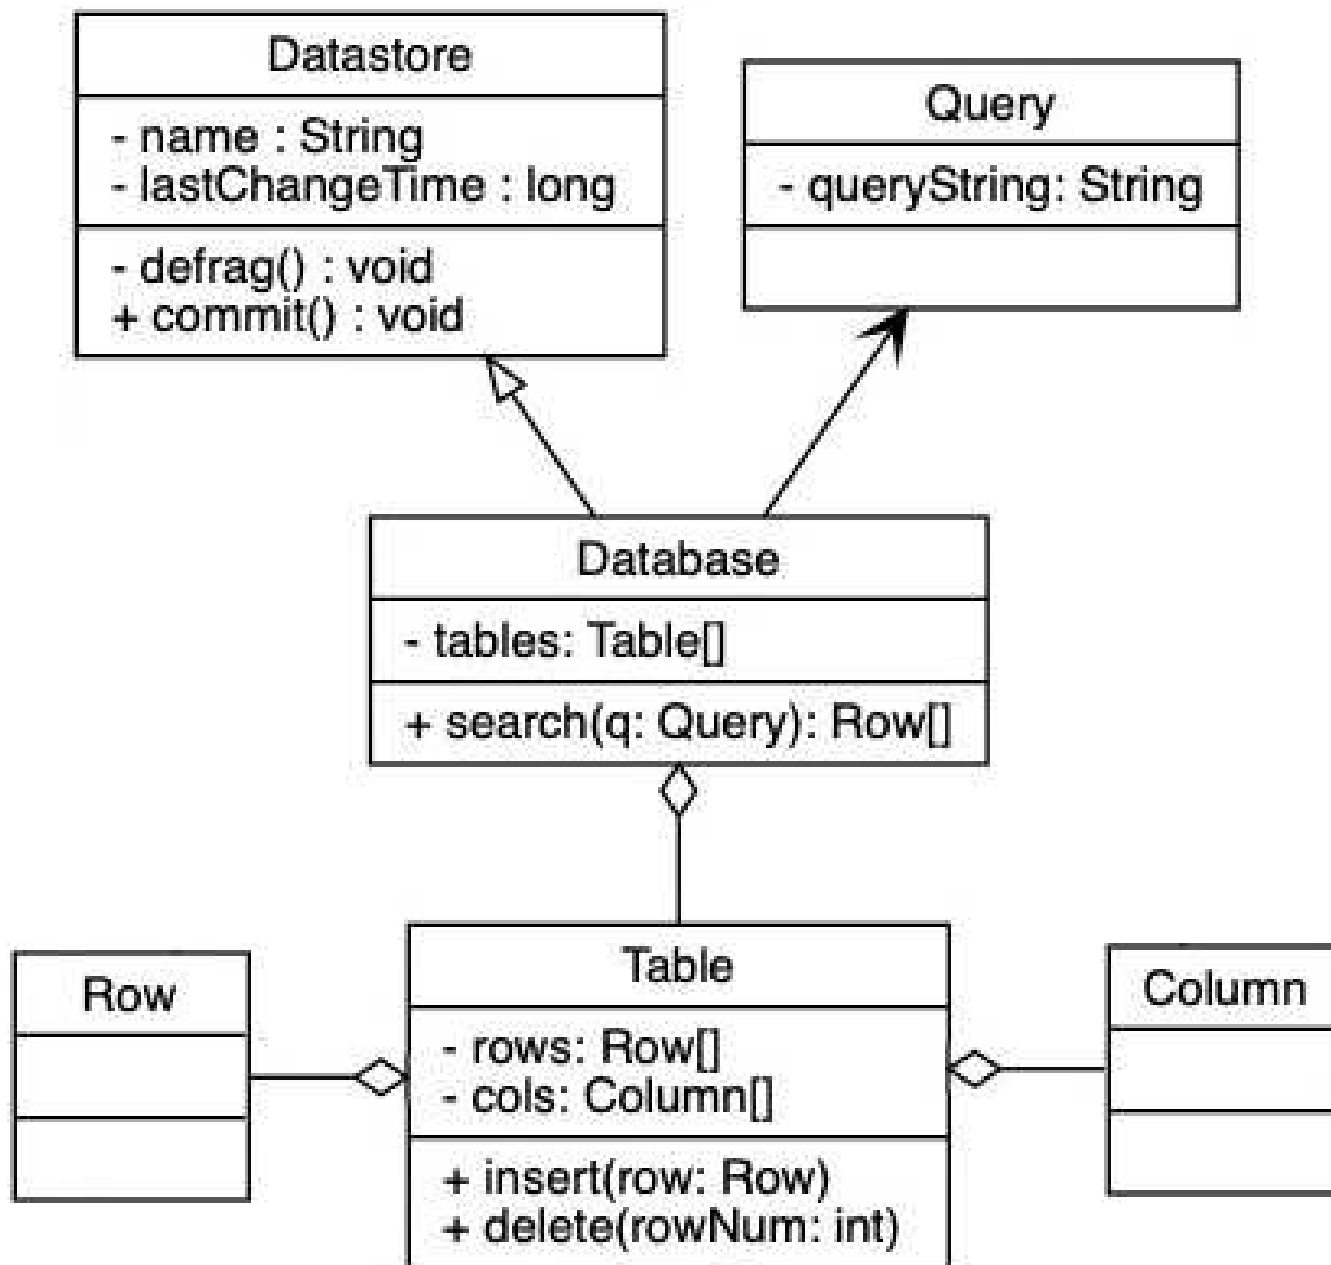 Datastore
- name : String
- lastChangeTime : long
- defrag() : void
+ commit() : void
Query
- queryString: String
Database
- tables: Table[]
+ search(q: Query): Row[]
Row
Table
- rows: Row[]
- cols: Column[]
+ insert(row: Row)
+ delete(rowNum: int)
Column